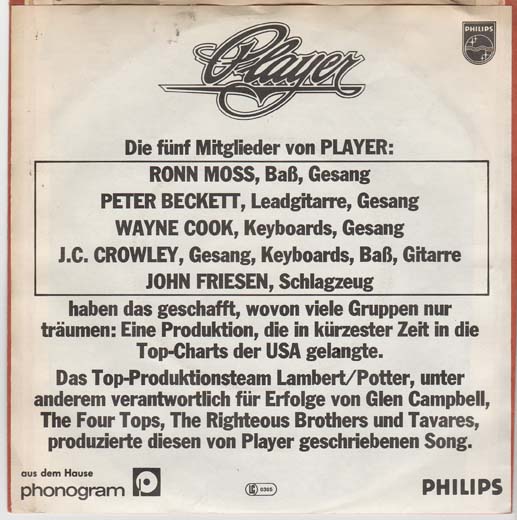 Player
PHILIPS
Die fünf Mitglieder von PLAYER:
RONN MOSS, Baß, Gesang
PETER BECKETT, Leadgitarre, Gesang
WAYNE COOK, Keyboards, Gesang
J.C. CROWLEY, Gesang, Keyboards, Baß, Gitarre
JOHN FRIESEN, Schlagzeug
haben das geschafft, wovon viele Gruppen nur
träumen: Eine Produktion, die in kürzester Zeit in die
Top-Charts der USA gelangte.
Das Top-Produktionsteam Lambert/Potter, unter
anderem verantwortlich für Erfolge von Glen Campbell,
The Four Tops, The Righteous Brothers und Tavares,
produzierte diesen von Player geschriebenen Song.
aus dem Hause
phonogram
LC 0305
PHILIPS